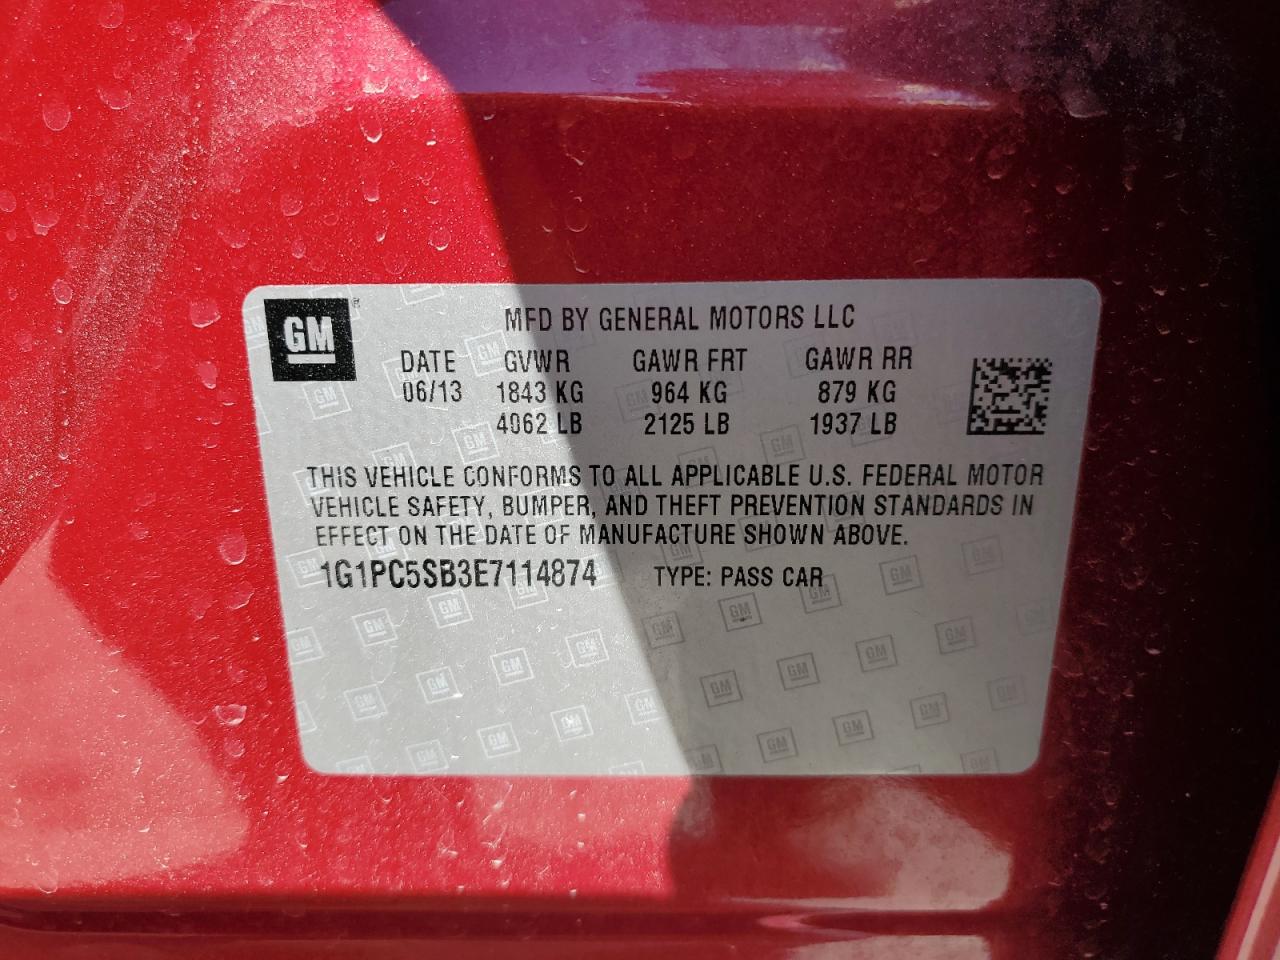 GM ®
MFD BY GENERAL MOTORS LLC
DATE GVWR GAWR FRT GAWR RR
06/13 1843 KG 964 KG 879 KG
4062 LB 2125 LB 1937 LB
THIS VEHICLE CONFORMS TO ALL APPLICABLE U.S. FEDERAL MOTOR
VEHICLE SAFETY, BUMPER, AND THEFT PREVENTION STANDARDS IN
EFFECT ON THE DATE OF MANUFACTURE SHOWN ABOVE.
1G1PC5SB3E7114874 TYPE: PASS CAR